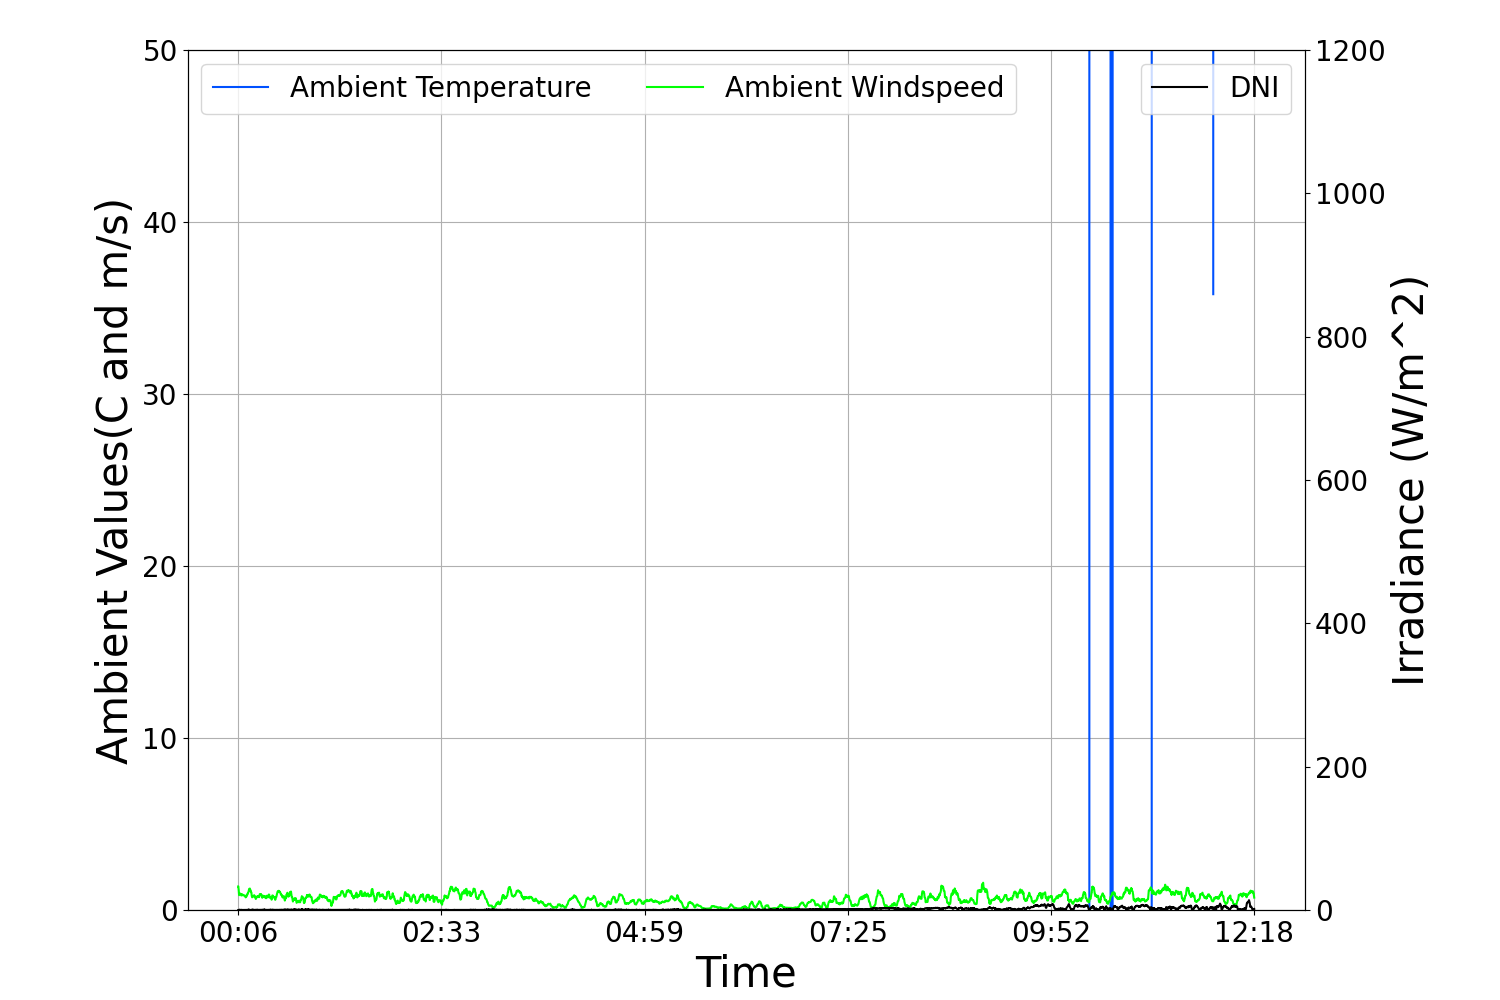 Ambient Temperature
Ambient Windspeed
DNI
Ambient Values(C and m/s)
50
40
30
20
10
0
1200
1000
800
600
400
200
0
Irradiance (W/m^2)
00:06 02:33 04:59 07:25 09:52 12:18
Time